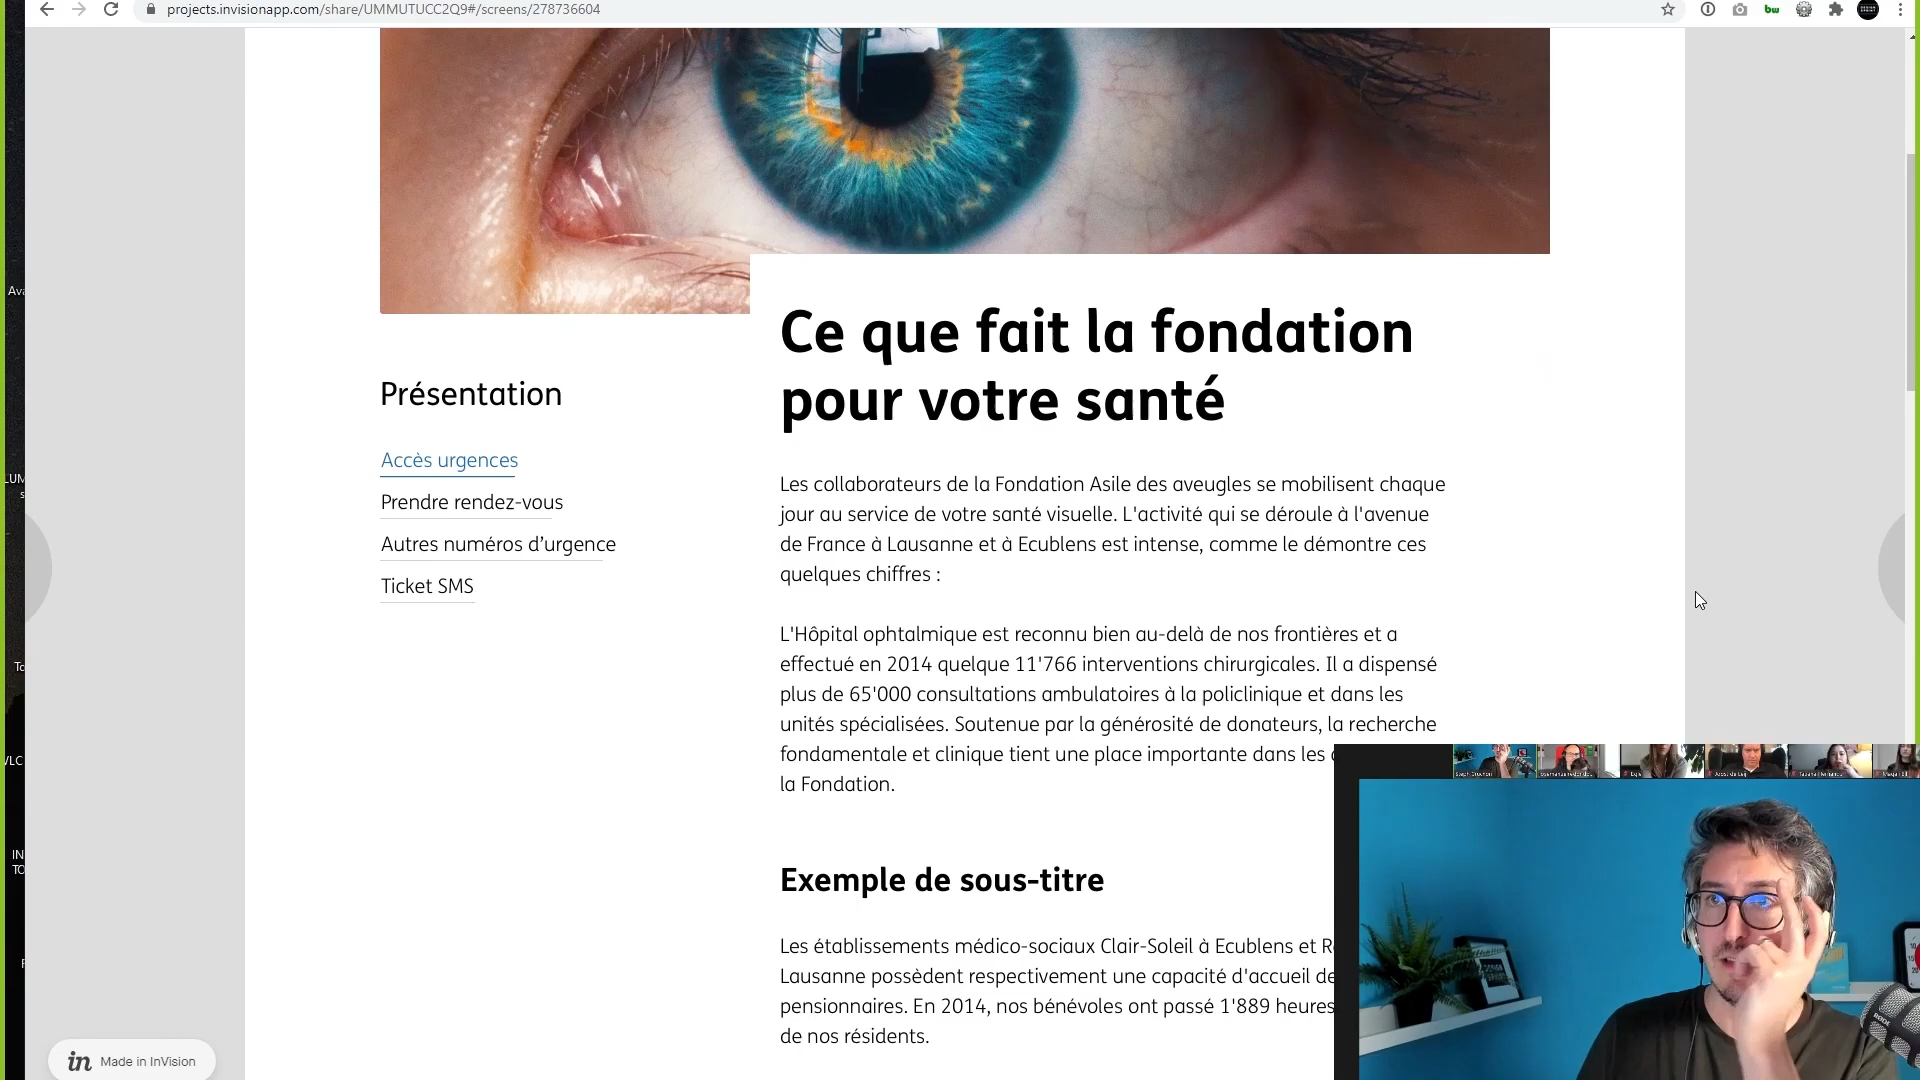 projects.invisionapp.com/share/UMMUTUCC2Q9#/screens/278736604
bw
Ce que fait la fondation
pour votre santé
Présentation
Accès urgences
Prendre rendez-vous
Autres numéros d’urgence
Ticket SMS
Les collaborateurs de la Fondation Asile des aveugles se mobilisent chaque
jour au service de votre santé visuelle. L'activité qui se déroule à l'avenue
de France à Lausanne et à Ecublens est intense, comme le démontre ces
quelques chiffres :
L'Hôpital ophtalmique est reconnu bien au-delà de nos frontières et a
effectué en 2014 quelque 11'766 interventions chirurgicales. Il a dispensé
plus de 65'000 consultations ambulatoires à la policlinique et dans les
unités spécialisées. Soutenue par la générosité de donateurs, la recherche
fondamentale et clinique tient une place importante dans les
la Fondation.
Exemple de sous-titre
Les établissements médico-sociaux Clair-Soleil à Ecublens et
Lausanne possèdent respectivement une capacité d'accueil de
pensionnaires. En 2014, nos bénévoles ont passé 1'889 heures
de nos résidents.
in Made in InVision
VLC
RODE